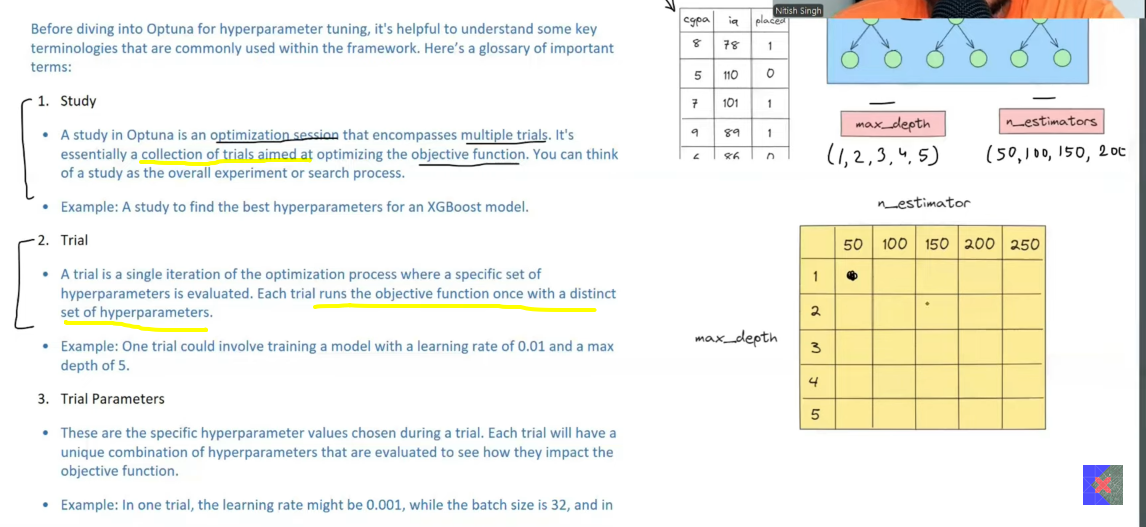 Before diving into Optuna for hyperparameter tuning, it's helpful to understand some key
terminologies that are commonly used within the framework. Here's a glossary of important
terms:
1. Study
• A study in Optuna is an optimization session that encompasses multiple trials. It's
essentially a collection of trials aimed at optimizing the objective function. You can think
of a study as the overall experiment or search process.
• Example: A study to find the best hyperparameters for an XGBoost model.
2. Trial
• A trial is a single iteration of the optimization process where a specific set of
hyperparameters is evaluated. Each trial runs the objective function once with a distinct
set of hyperparameters.
• Example: One trial could involve training a model with a learning rate of 0.01 and a max
depth of 5.
3. Trial Parameters
• These are the specific hyperparameter values chosen during a trial. Each trial will have a
unique combination of hyperparameters that are evaluated to see how they impact the
objective function.
• Example: In one trial, the learning rate might be 0.001, while the batch size is 32, and in
Nitish Singh
cgpa iq placed
8 78 1
5 110 0
7 101 1
9 89 1
86 0
max_depth n_estimators
(1, 2, 3, 4, 5) (50, 100, 150, 200
n_estimator
50 100 150 200 250
1
2
max_depth
3
4
5